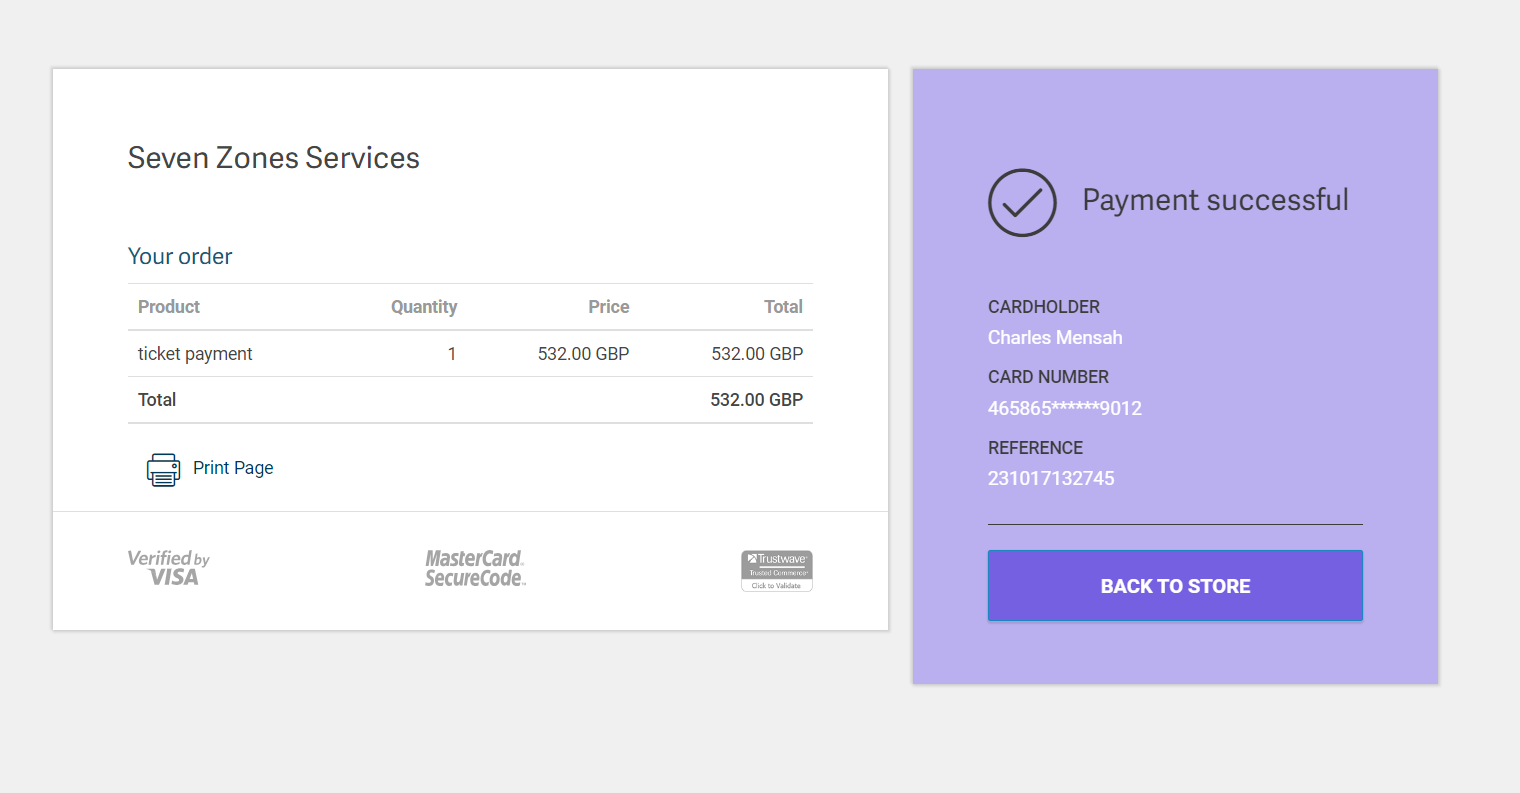 Seven Zones Services
Your order
Product Quantity Price Total
ticket payment 1 532.00 GBP 532.00 GBP
Total 532.00 GBP
Print Page
Verified by
VISA
MasterCard
SecureCode
Trustwave
Trusted Commerce
Click to Validate
Payment successful
CARDHOLDER
Charles Mensah
CARD NUMBER
465865******9012
REFERENCE
231017132745
BACK TO STORE